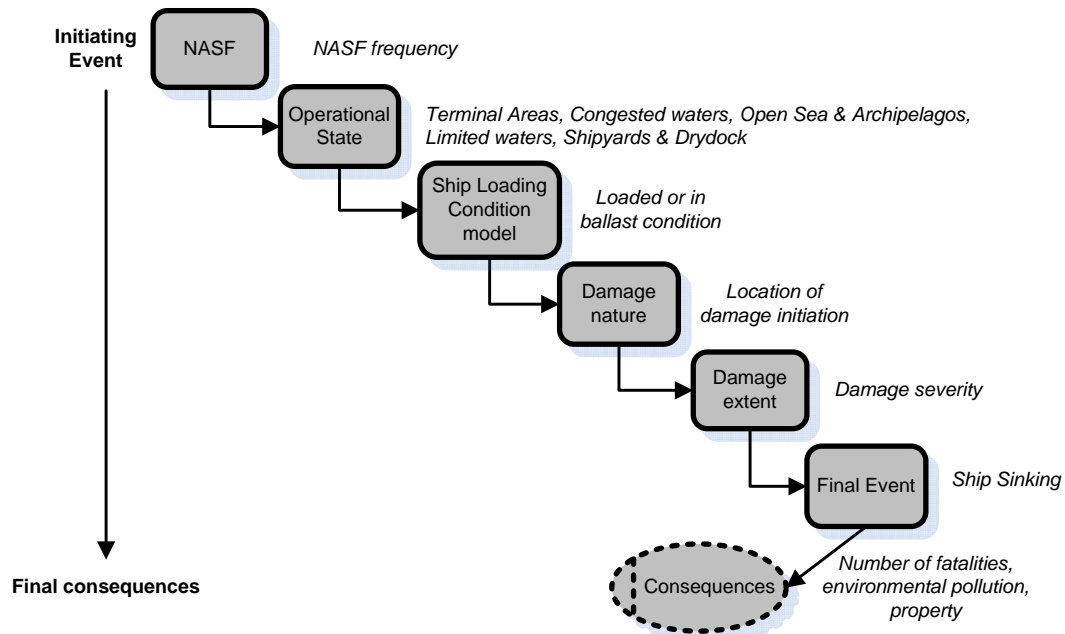 Initiating
Event
NASF
NASF frequency
Operational
State
Terminal Areas, Congested waters, Open Sea & Archipelagos,
Limited waters, Shipyards & Drydock
Ship Loading
Condition
model
Loaded or in
ballast condition
Damage
nature
Location of
damage initiation
Damage
extent
Damage severity
Final Event
Ship Sinking
Final consequences
Consequences
Number of fatalities,
environmental pollution,
property